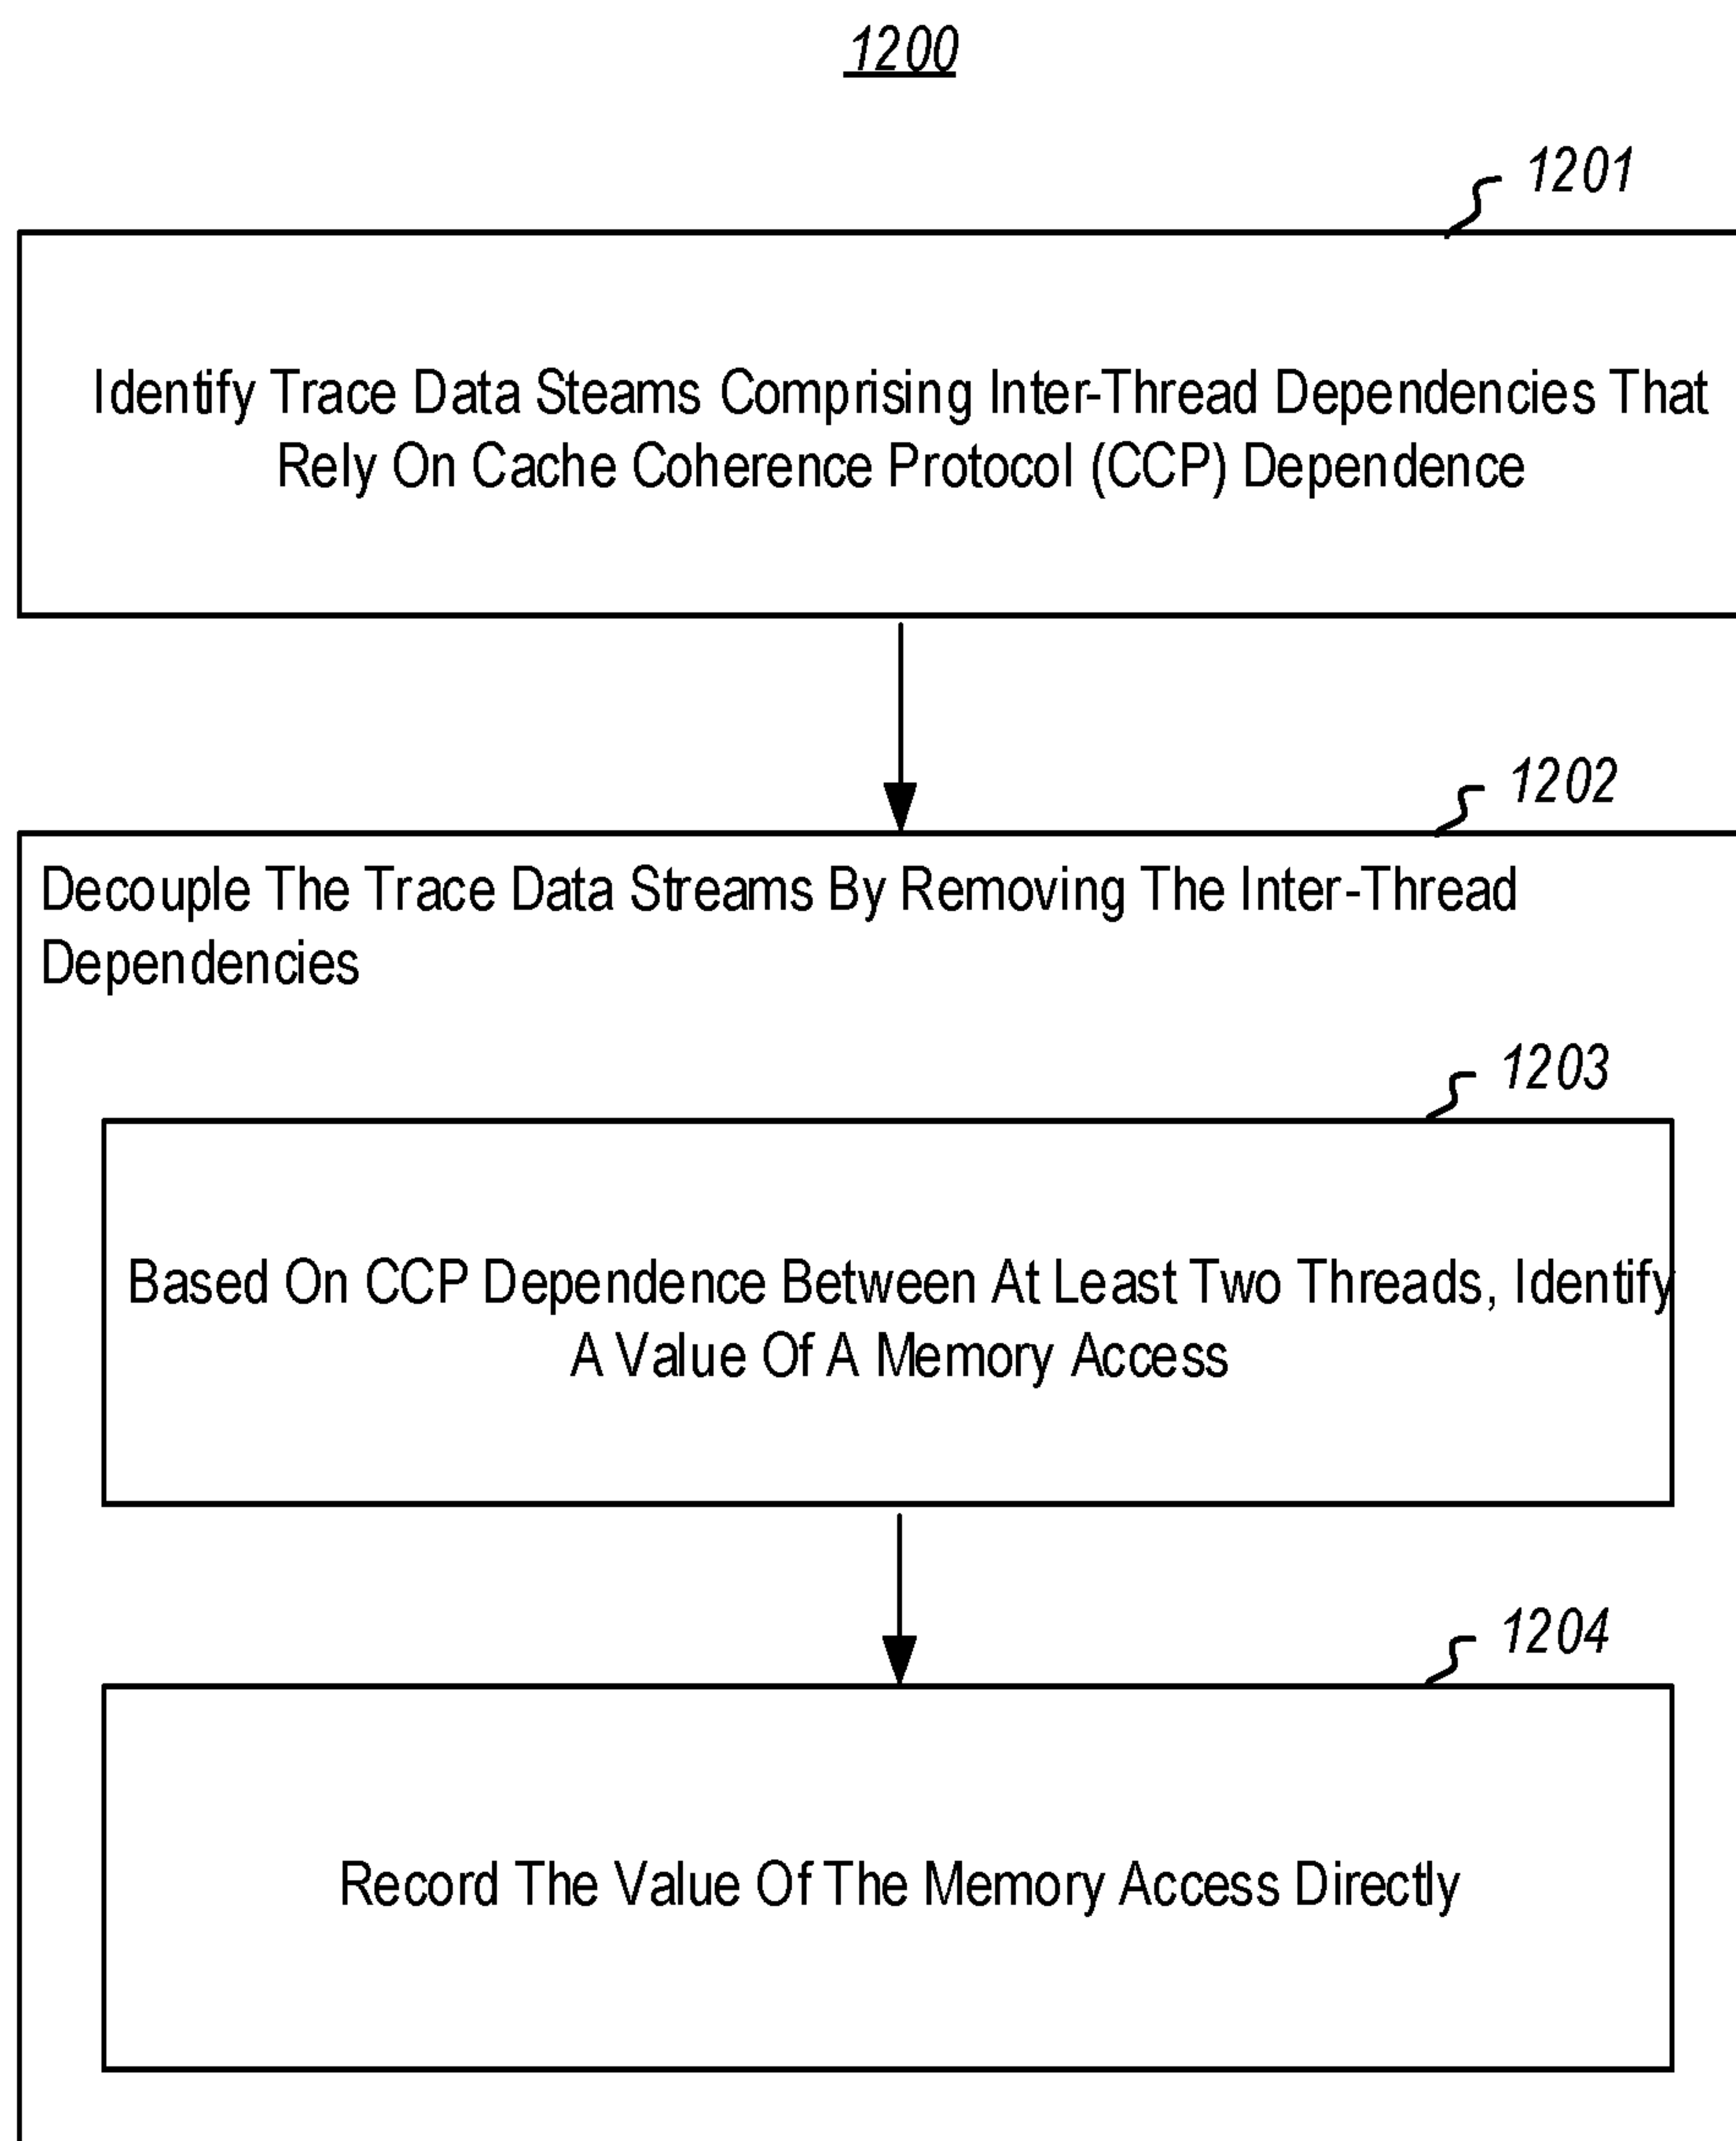 1200
1201
Identify Trace Data Steams Comprising Inter-Thread Dependencies That
Rely On Cache Coherence Protocol (CCP) Dependence
1202
Decouple The Trace Data Streams By Removing The Inter-Thread
Dependencies
1203
Based On CCP Dependence Between At Least Two Threads, Identify
A Value Of A Memory Access
1204
Record The Value Of The Memory Access Directly